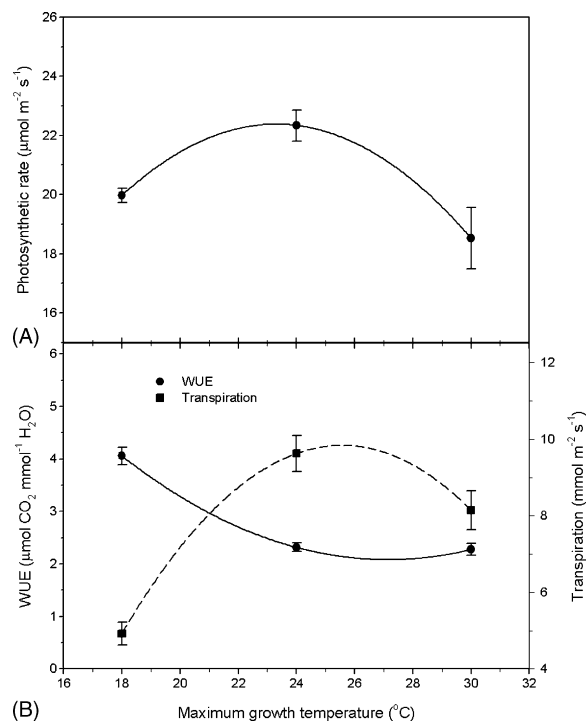 26
24
22
20
18
16
Photosynthetic rate (μmol m⁻² s⁻¹)
(A)
6
5
4
3
2
1
0
WUE (μmol CO₂ mmol⁻¹ H₂O)
WUE
Transpiration
12
10
8
6
4
Transpiration (mmol m⁻² s⁻¹)
16 18 20 22 24 26 28 30 32
Maximum growth temperature (°C)
(B)